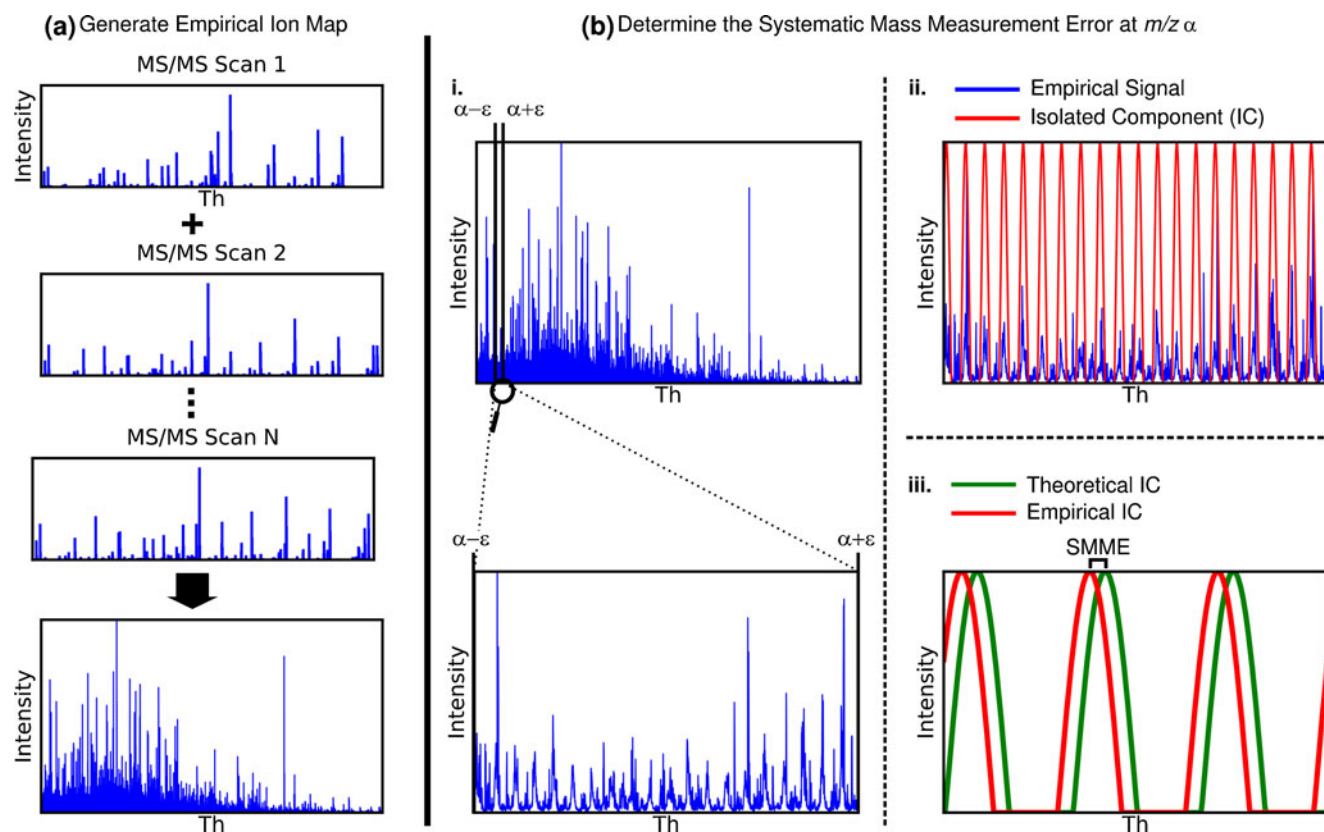 (a) Generate Empirical Ion Map
MS/MS Scan 1
Intensity
Th
+
MS/MS Scan 2
MS/MS Scan N
Intensity
Th
(b) Determine the Systematic Mass Measurement Error at m/z α
i.
α−ε α+ε
Intensity
Th
α−ε α+ε
Intensity
Th
ii.
Empirical Signal
Isolated Component (IC)
Intensity
Th
iii.
Theoretical IC
Empirical IC
SMME
Intensity
Th